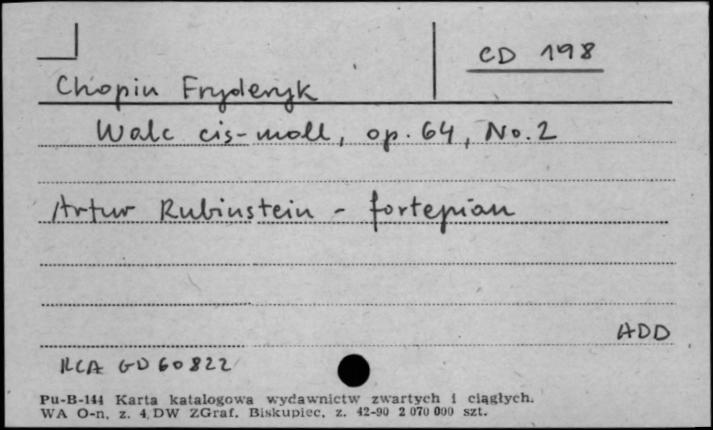 CD 198
Chopin Fryderyk
Walc cis-moll, op. 64, No. 2
Artur Rubinstein - fortepian
ADD
RCA GD 60822
Pu-B-144 Karta katalogowa wydawnictw zwartych i ciągłych.
WA O-n, z. 4, DW ZGraf. Biskupiec, z. 42-90 2 070 000 szt.